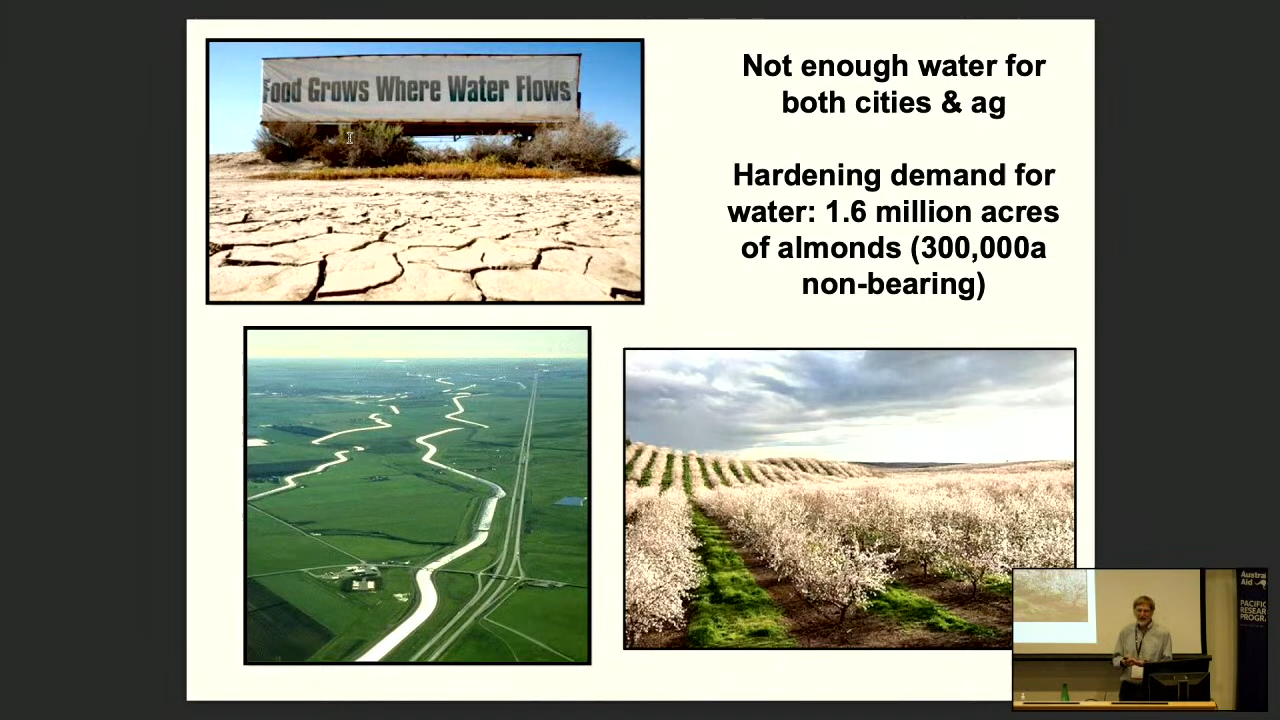 Food Grows Where Water Flows
Not enough water for
both cities & ag
Hardening demand for
water: 1.6 million acres
of almonds (300,000a
non-bearing)
Aid